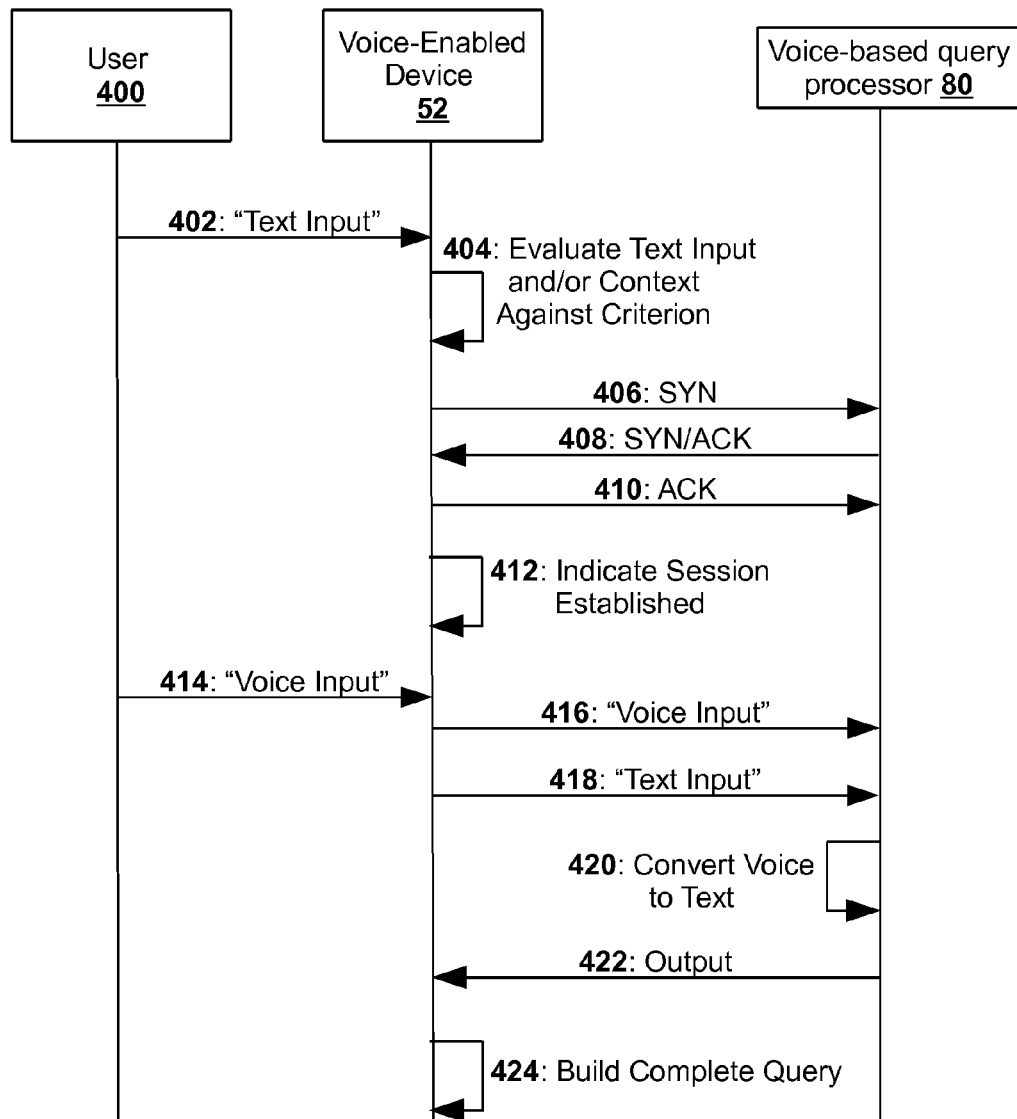 User
400
Voice-Enabled
Device
52
Voice-based query
processor 80
402: “Text Input”
404: Evaluate Text Input
and/or Context
Against Criterion
406: SYN
408: SYN/ACK
410: ACK
412: Indicate Session
Established
414: “Voice Input”
416: “Voice Input”
418: “Text Input”
420: Convert Voice
to Text
422: Output
424: Build Complete Query